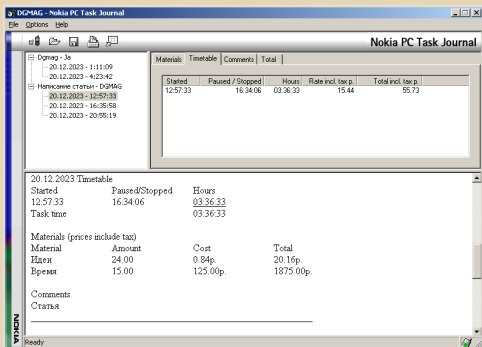 DGMAG - Nokia PC Task Journal
File Options Help
Nokia PC Task Journal
Dgmag - Ja
20.12.2023 - 1:11:09
20.12.2023 - 4:23:42
Написание статьи - DGMAG
20.12.2023 - 12:57:33
20.12.2023 - 16:35:58
20.12.2023 - 20:55:19
Materials Timetable Comments Total
Started Paused / Stopped Hours Rate incl. tax p. Total incl. tax p.
12:57:33 16:34:06 03:36:33 15.44 55.73
20.12.2023 Timetable
Started Paused/Stopped Hours
12:57:33 16:34:06 03:36:33
Task time 03:36:33
Materials (prices include tax)
Material Amount Cost Total
Идеи 24.00 0.84р. 20.16р.
Время 15.00 125.00р. 1875.00р.
Comments
Статья
NOKIA
Ready